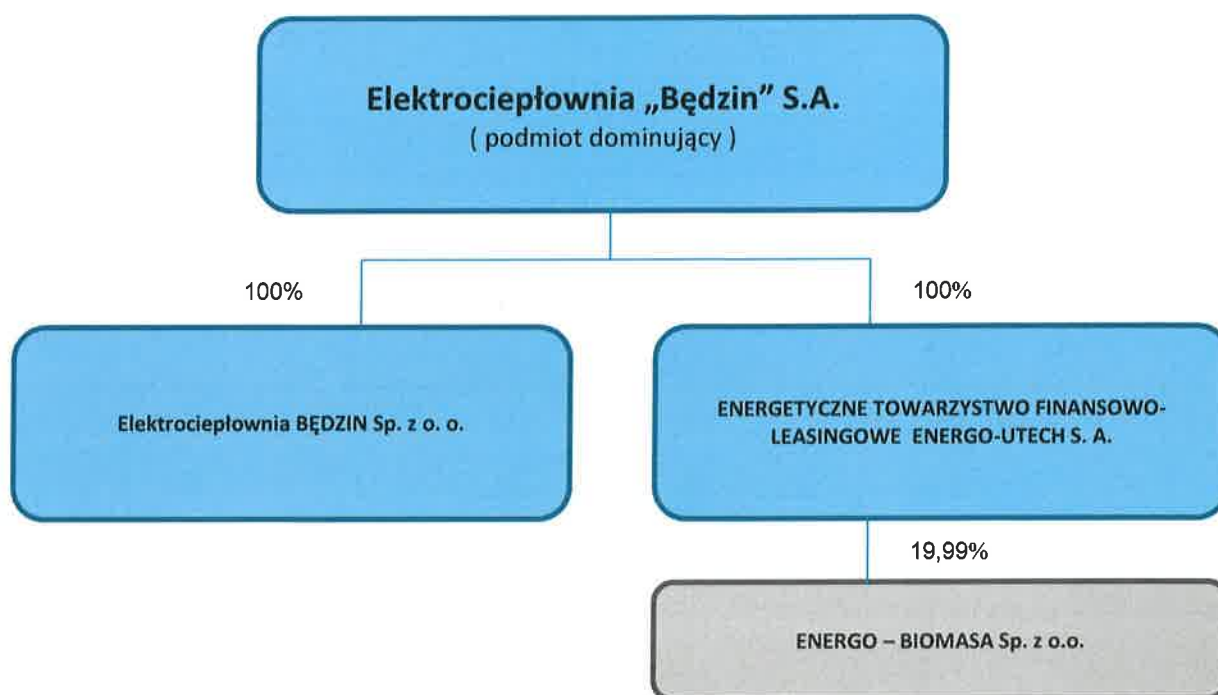 Elektrociepłownia „Będzin” S.A.
( podmiot dominujący )
100%
100%
Elektrociepłownia BĘDZIN Sp. z o. o.
ENERGETYCZNE TOWARZYSTWO FINANSOWO-
LEASINGOWE ENERGO-UTECH S. A.
19,99%
ENERGO – BIOMASA Sp. z o.o.